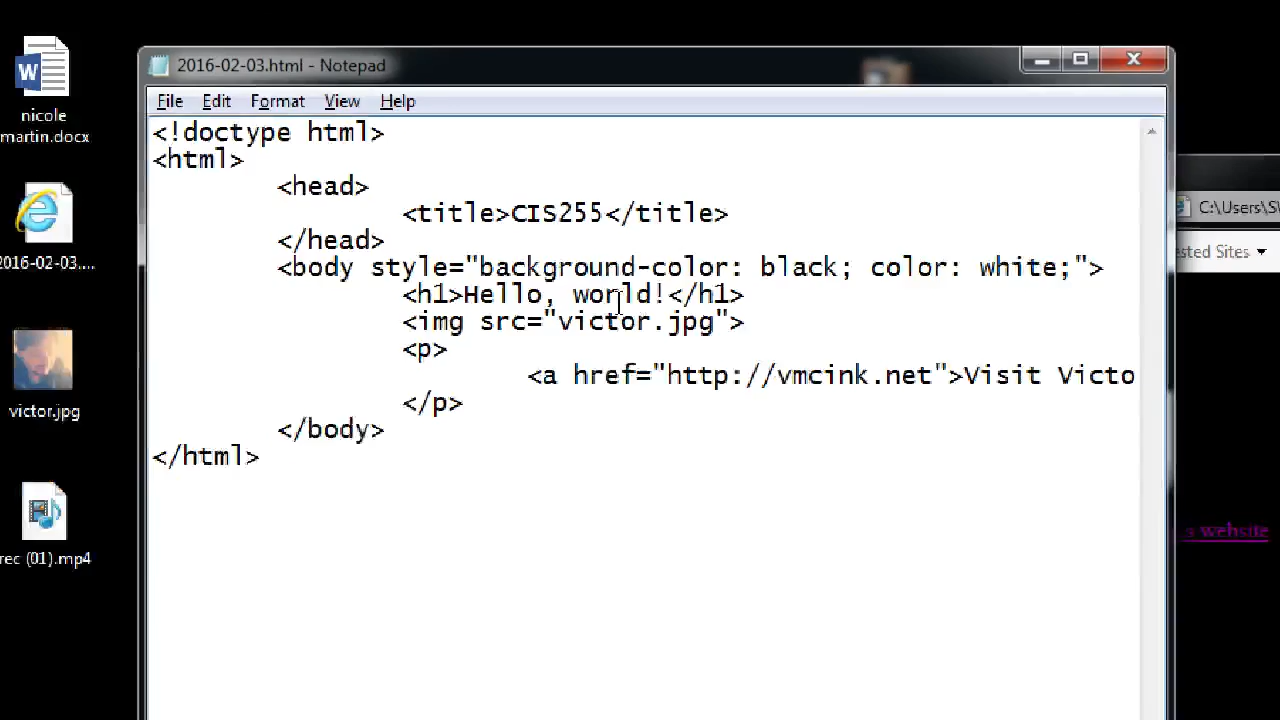 nicole
martin.docx
2016-02-03....
victor.jpg
rec (01).mp4
2016-02-03.html - Notepad
File Edit Format View Help
<!doctype html>
<html>
<head>
<title>CIS255</title>
</head>
<body style="background-color: black; color: white;">
<h1>Hello, world!</h1>
<img src="victor.jpg">
<p>
<a href="http://vmcink.net">Visit Victo
</p>
</body>
</html>
C:\Users\S
ested Sites
s website